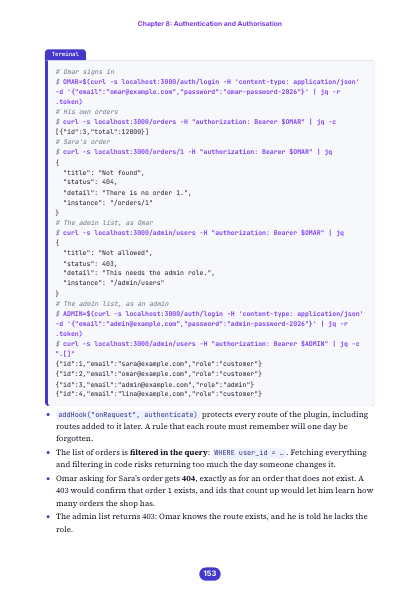 Chapter 8: Authentication and Authorisation
Terminal
# Omar signs in
$ OMAR=$(curl -s localhost:3000/auth/login -H 'content-type: application/json'
-d '{"email":"omar@example.com","password":"omar-password-2026"}' | jq -r
.token)
# His own orders
$ curl -s localhost:3000/orders -H "authorization: Bearer $OMAR" | jq -c
[{"id":3,"total":12000}]
# Sara's order
$ curl -s localhost:3000/orders/1 -H "authorization: Bearer $OMAR" | jq
{
"title": "Not found",
"status": 404,
"detail": "There is no order 1.",
"instance": "/orders/1"
}
# The admin list, as Omar
$ curl -s localhost:3000/admin/users -H "authorization: Bearer $OMAR" | jq
{
"title": "Not allowed",
"status": 403,
"detail": "This needs the admin role.",
"instance": "/admin/users"
}
# The admin list, as an admin
$ ADMIN=$(curl -s localhost:3000/auth/login -H 'content-type: application/json'
-d '{"email":"admin@example.com","password":"admin-password-2026"}' | jq -r
.token)
$ curl -s localhost:3000/admin/users -H "authorization: Bearer $ADMIN" | jq -c
".[]"
{"id":1,"email":"sara@example.com","role":"customer"}
{"id":2,"email":"omar@example.com","role":"customer"}
{"id":3,"email":"admin@example.com","role":"admin"}
{"id":4,"email":"lina@example.com","role":"customer"}
• addHook("onRequest", authenticate) protects every route of the plugin, including
routes added to it later. A rule that each route must remember will one day be
forgotten.
• The list of orders is filtered in the query: WHERE user_id = … . Fetching everything
and filtering in code risks returning too much the day someone changes it.
• Omar asking for Sara's order gets 404, exactly as for an order that does not exist. A
403 would confirm that order 1 exists, and ids that count up would let him learn how
many orders the shop has.
• The admin list returns 403: Omar knows the route exists, and he is told he lacks the
role.
153